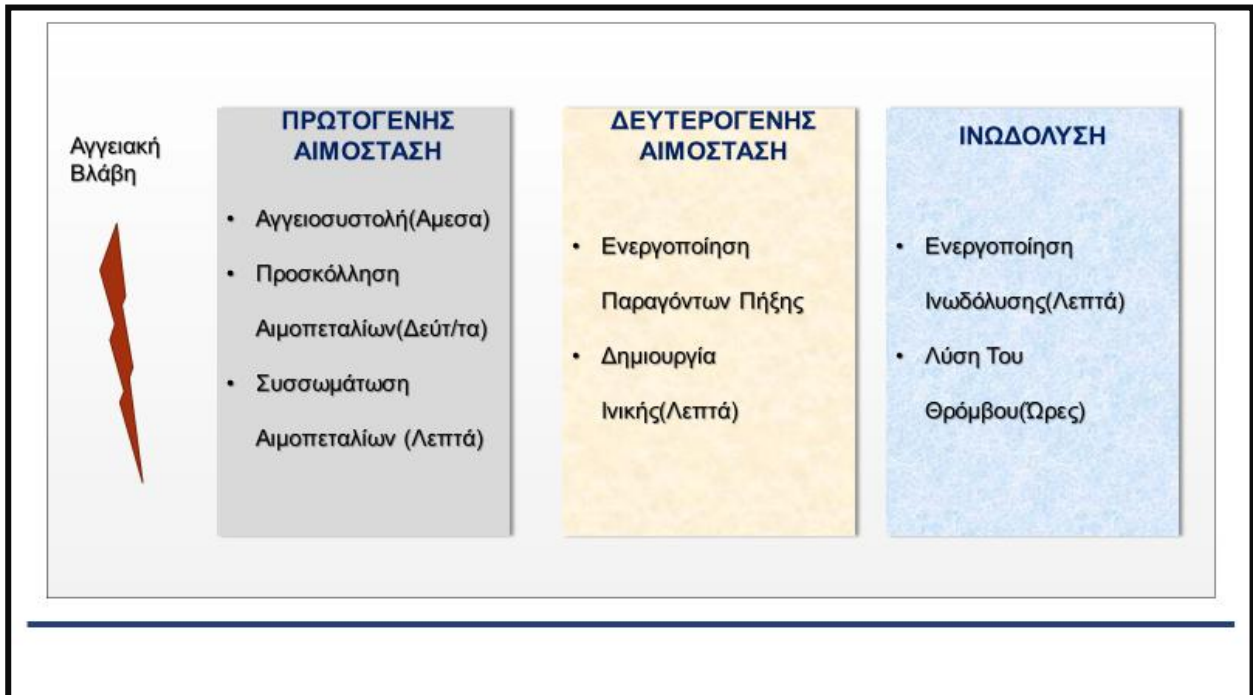 Αγγειακή
Βλάβη
ΠΡΩΤΟΓΕΝΗΣ
ΑΙΜΟΣΤΑΣΗ
• Αγγειοσυστολή(Αμεσα)
• Προσκόλληση
Αιμοπεταλίων(Δεύτ/τα)
• Συσσωμάτωση
Αιμοπεταλίων (Λεπτά)
ΔΕΥΤΕΡΟΓΕΝΗΣ
ΑΙΜΟΣΤΑΣΗ
• Ενεργοποίηση
Παραγόντων Πήξης
• Δημιουργία
Ινικής(Λεπτά)
ΙΝΩΔΟΛΥΣΗ
• Ενεργοποίηση
Ινωδόλυσης(Λεπτά)
• Λύση Του
Θρόμβου(Ώρες)